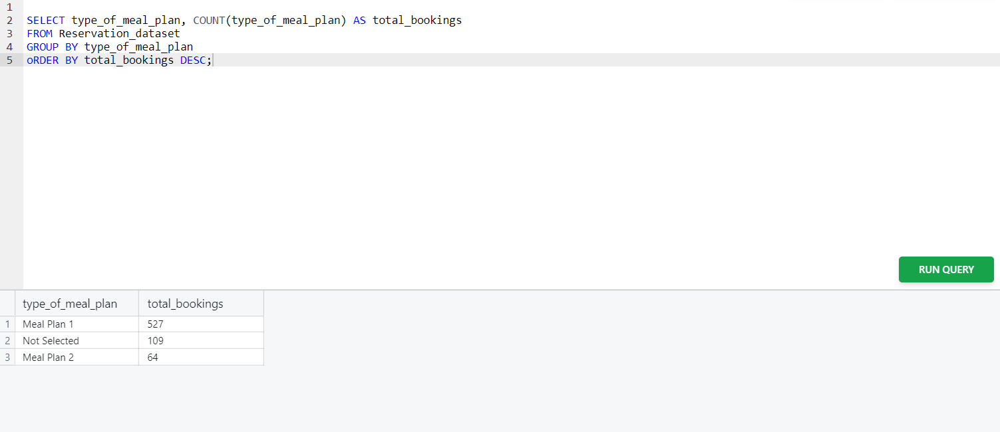 1
2 SELECT type_of_meal_plan, COUNT(type_of_meal_plan) AS total_bookings
3 FROM Reservation_dataset
4 GROUP BY type_of_meal_plan
5 oRDER BY total_bookings DESC;
RUN QUERY
type_of_meal_plan total_bookings
1 Meal Plan 1 527
2 Not Selected 109
3 Meal Plan 2 64